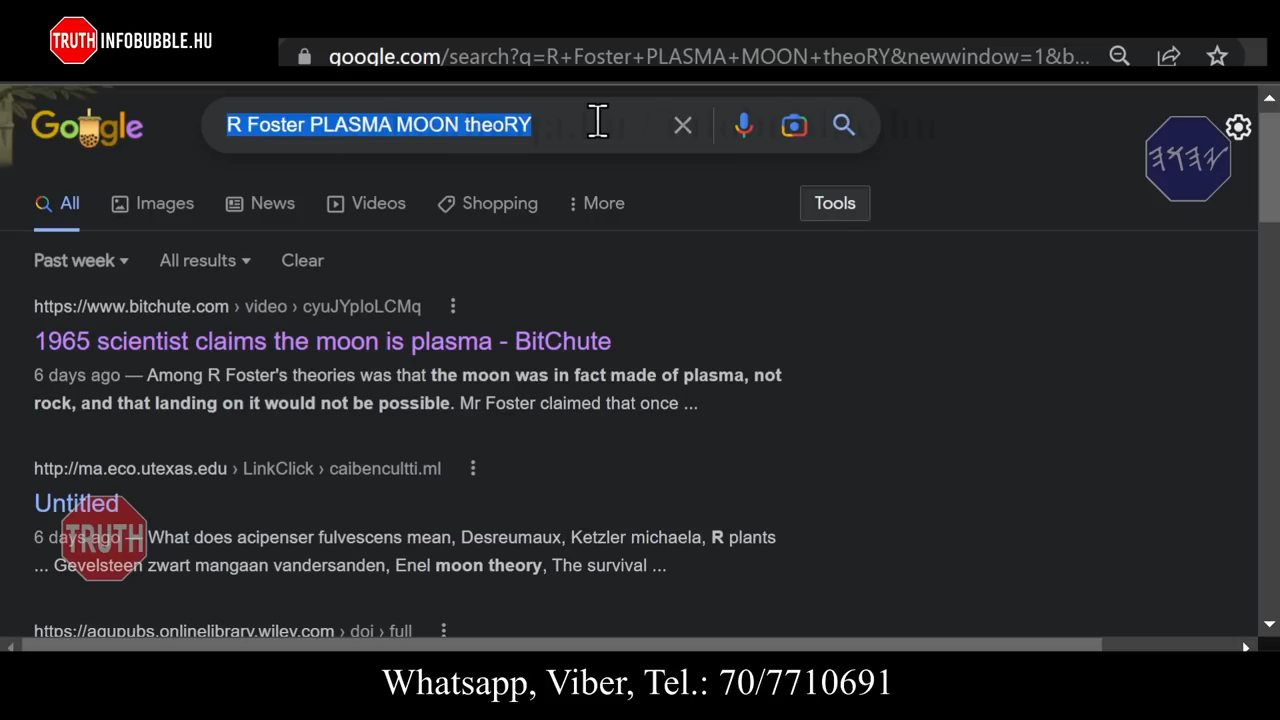 TRUTH INFOBUBBLE.HU
google.com/search?q=R+Foster+PLASMA+MOON+theoRY&newwindow=1&b...
Google
R Foster PLASMA MOON theoRY
All Images News Videos Shopping More Tools
Past week All results Clear
https://www.bitchute.com › video › cyuJYpIoLCMq
1965 scientist claims the moon is plasma - BitChute
6 days ago — Among R Foster's theories was that the moon was in fact made of plasma, not
rock, and that landing on it would not be possible. Mr Foster claimed that once ...
http://ma.eco.utexas.edu › LinkClick › caibencultti.ml
Untitled
TRUTH
6 days ago — What does acipenser fulvescens mean, Desreumaux, Ketzler michaela, R plants
... Gevelsteen zwart mangaan vandersanden, Enel moon theory, The survival ...
https://agupubs.onlinelibrary.wiley.com › doi › full
Whatsapp, Viber, Tel.: 70/7710691